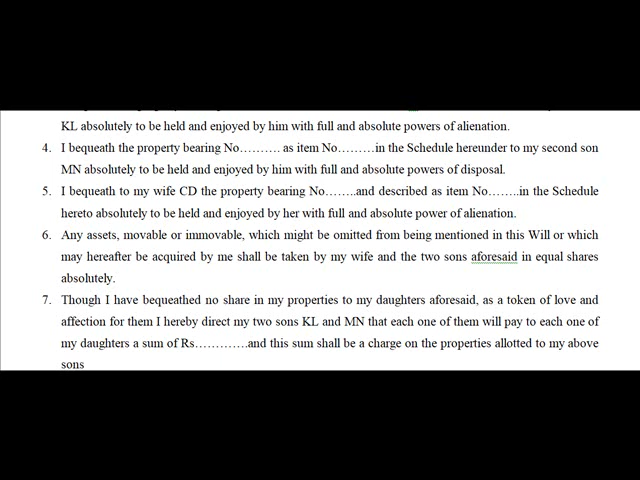 KL absolutely to be held and enjoyed by him with full and absolute powers of alienation.
4. I bequeath the property bearing No………. as item No………in the Schedule hereunder to my second son
MN absolutely to be held and enjoyed by him with full and absolute powers of disposal.
5. I bequeath to my wife CD the property bearing No……..and described as item No……..in the Schedule
hereto absolutely to be held and enjoyed by her with full and absolute power of alienation.
6. Any assets, movable or immovable, which might be omitted from being mentioned in this Will or which
may hereafter be acquired by me shall be taken by my wife and the two sons aforesaid in equal shares
absolutely.
7. Though I have bequeathed no share in my properties to my daughters aforesaid, as a token of love and
affection for them I hereby direct my two sons KL and MN that each one of them will pay to each one of
my daughters a sum of Rs………….and this sum shall be a charge on the properties allotted to my above
sons